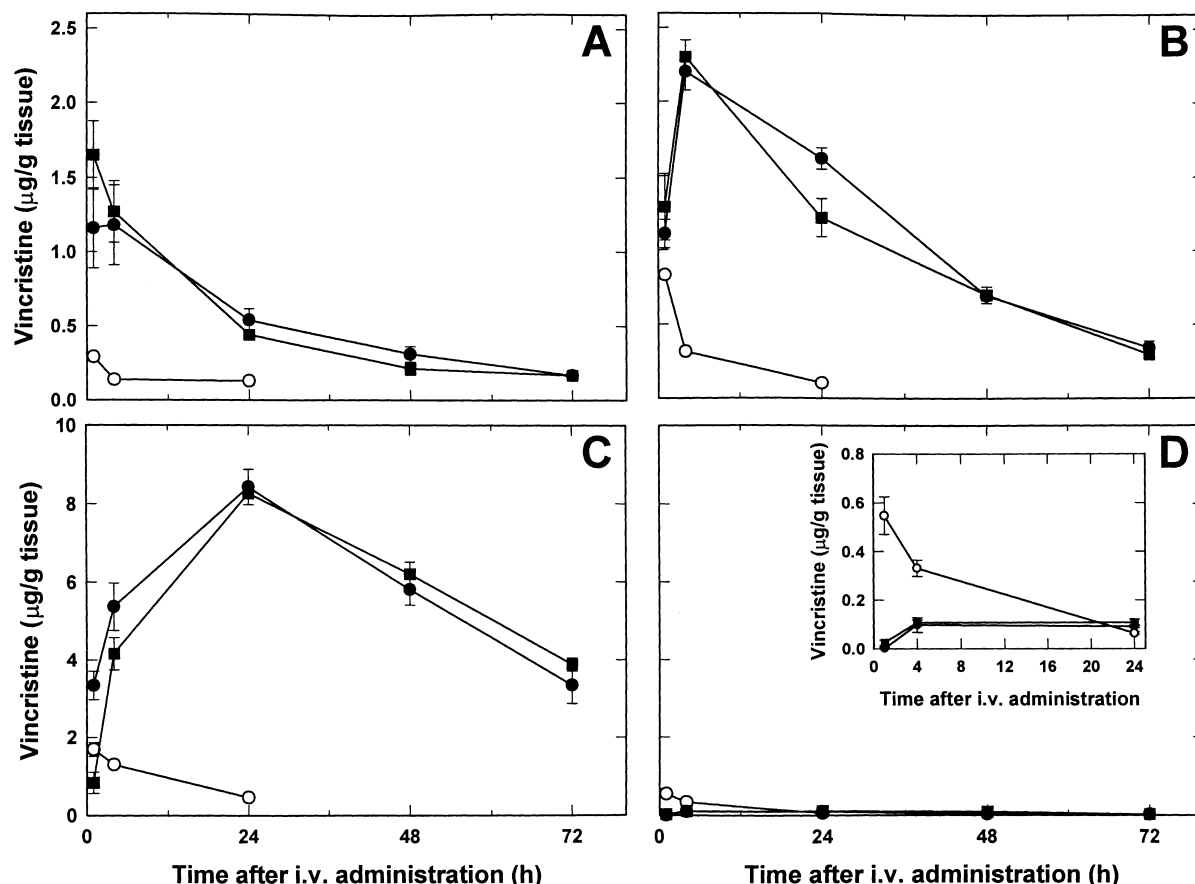 A
B
Vincristine (μg/g tissue)
2.5
2.0
1.5
1.0
0.5
0.0
C
D
Vincristine (μg/g tissue)
10
8
6
4
2
0
0 24 48 72
Time after i.v. administration (h)
Vincristine (μg/g tissue)
0.8
0.6
0.4
0.2
0.0
0 4 8 12 16 20 24
Time after i.v. administration
0 24 48 72
Time after i.v. administration (h)